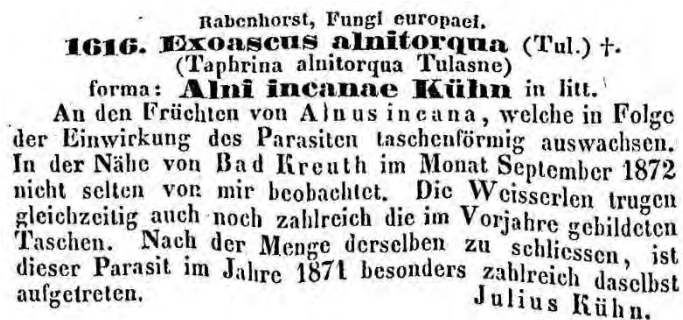 Rabenhorst, Fungi europaei.
1616. Exoascus alnitorqua (Tul.) †.
(Taphrina alnitorqua Tulasne)
forma: Alni incanae Kühn in litt.
An den Früchten von Alnus incana, welche in Folge
der Einwirkung des Parasiten taschenförmig auswachsen.
In der Nähe von Bad Kreuth im Monat September 1872
nicht selten von mir beobachtet. Die Weisserlen trugen
gleichzeitig auch noch zahlreich die im Vorjahre gebildeten
Taschen. Nach der Menge derselben zu schliessen, ist
dieser Parasit im Jahre 1871 besonders zahlreich daselbst
aufgetreten. Julius Kühn.